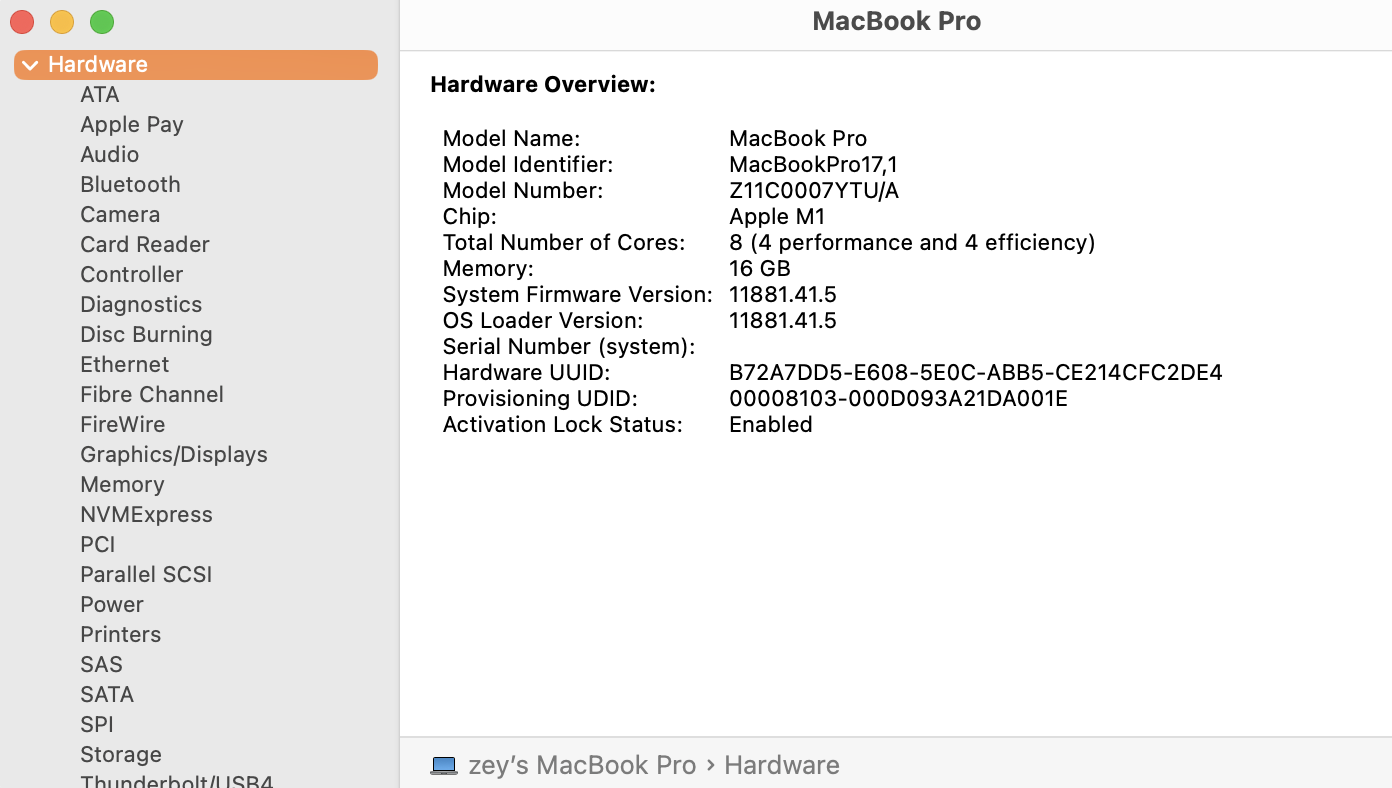 MacBook Pro
Hardware
ATA
Apple Pay
Audio
Bluetooth
Camera
Card Reader
Controller
Diagnostics
Disc Burning
Ethernet
Fibre Channel
FireWire
Graphics/Displays
Memory
NVMExpress
PCI
Parallel SCSI
Power
Printers
SAS
SATA
SPI
Storage
Thunderbolt/USB4
Hardware Overview:
Model Name: MacBook Pro
Model Identifier: MacBookPro17,1
Model Number: Z11C0007YTU/A
Chip: Apple M1
Total Number of Cores: 8 (4 performance and 4 efficiency)
Memory: 16 GB
System Firmware Version: 11881.41.5
OS Loader Version: 11881.41.5
Serial Number (system):
Hardware UUID: B72A7DD5-E608-5E0C-ABB5-CE214CFC2DE4
Provisioning UDID: 00008103-000D093A21DA001E
Activation Lock Status: Enabled
zey’s MacBook Pro › Hardware